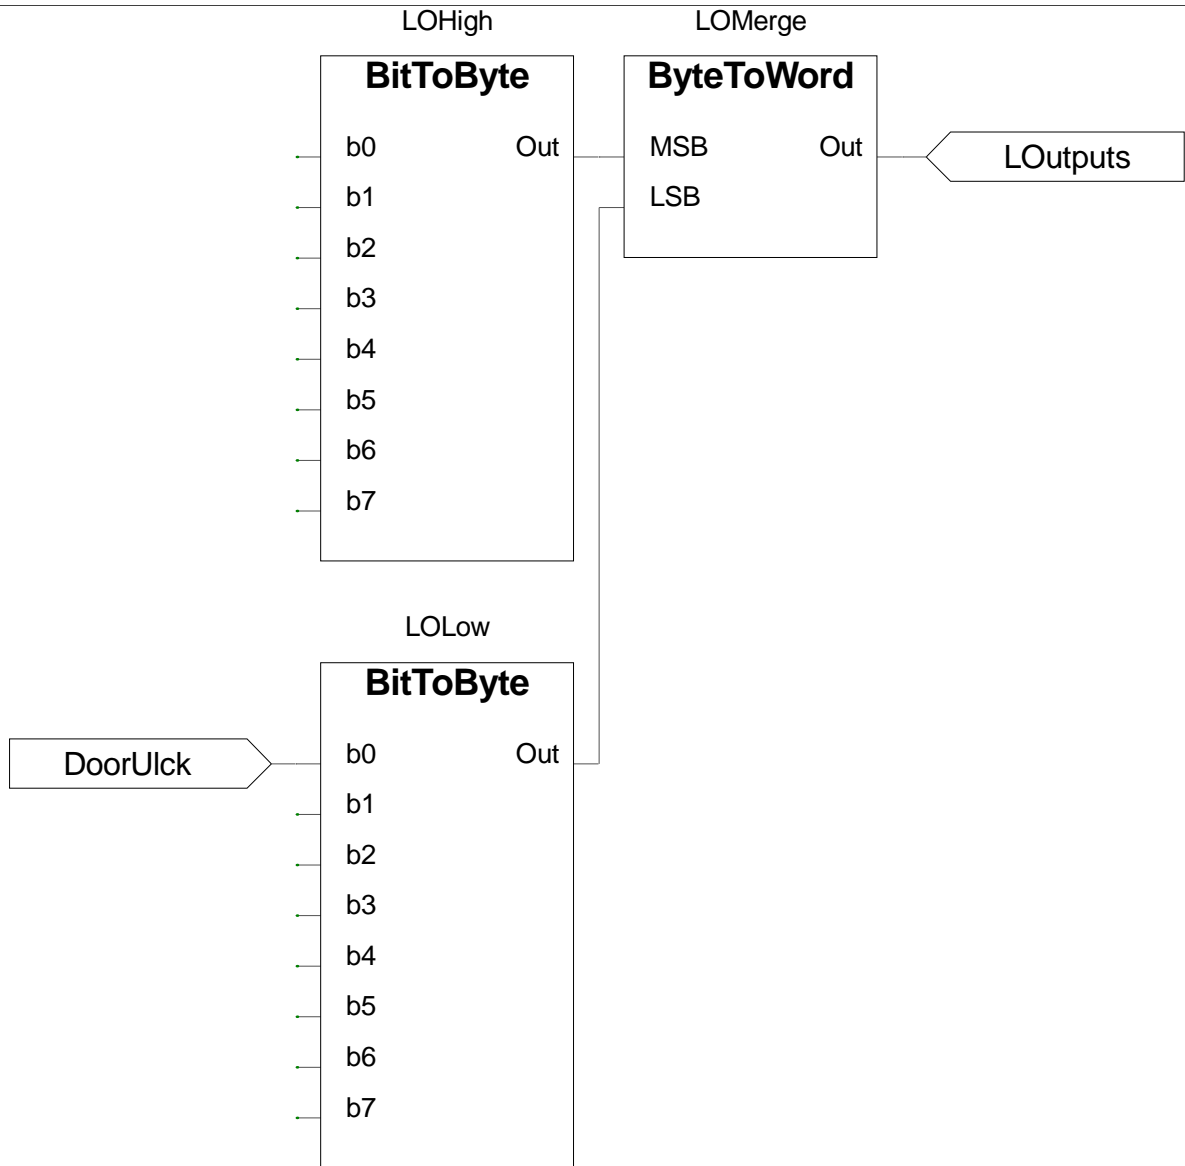 LOHigh LOMerge
BitToByte ByteToWord
b0 Out MSB Out LOutputs
b1 LSB
b2
b3
b4
b5
b6
b7
LOLow
BitToByte
DoorUlck b0 Out
b1
b2
b3
b4
b5
b6
b7